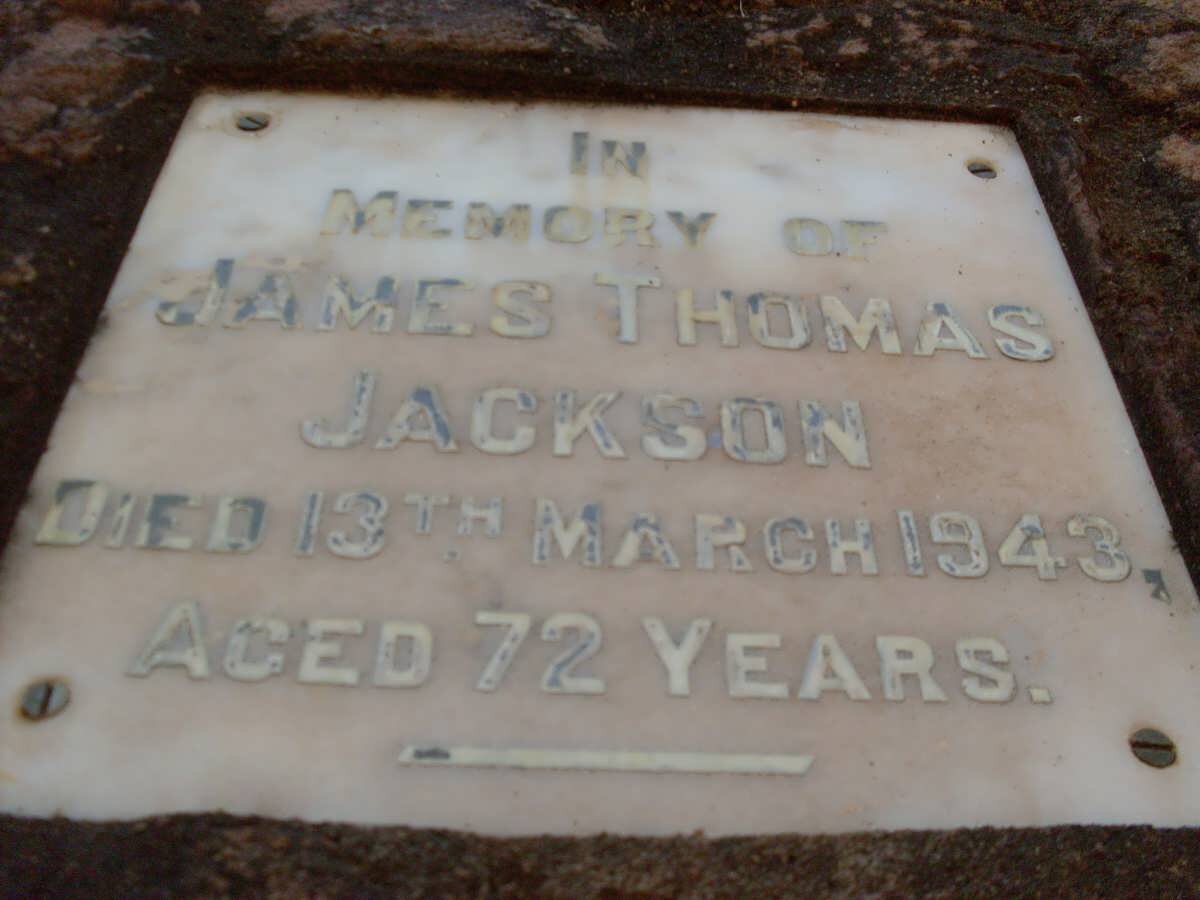 IN
MEMORY OF
JAMES THOMAS
JACKSON
DIED 13TH MARCH 1943,
AGED 72 YEARS.